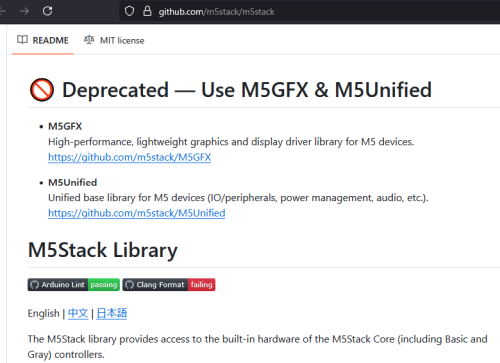 github.com/m5stack/m5stack
README MIT license
Deprecated — Use M5GFX & M5Unified
• M5GFX
High-performance, lightweight graphics and display driver library for M5 devices.
https://github.com/m5stack/M5GFX
• M5Unified
Unified base library for M5 devices (IO/peripherals, power management, audio, etc.).
https://github.com/m5stack/M5Unified
M5Stack Library
Arduino Lint passing Clang Format failing
English | 中文 | 日本語
The M5Stack library provides access to the built-in hardware of the M5Stack Core (including Basic and
Gray) controllers.